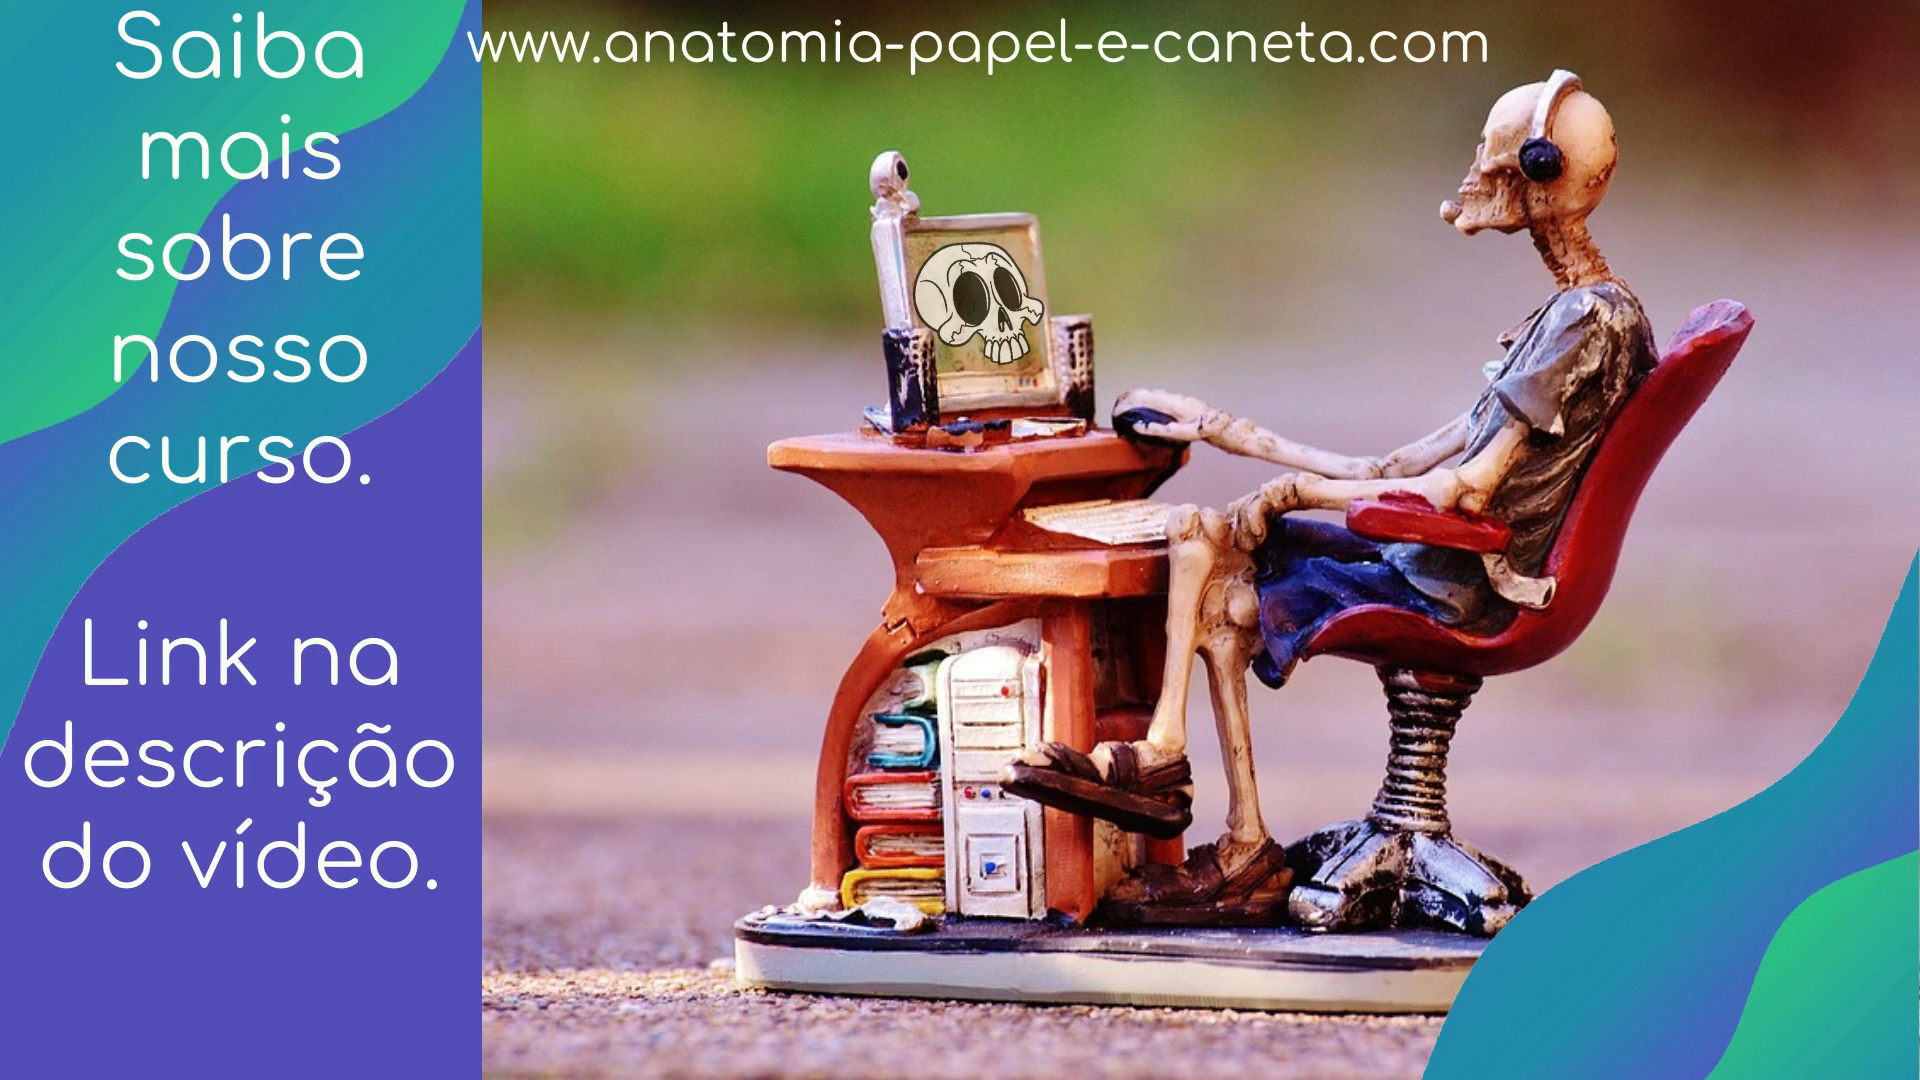 www.anatomia-papel-e-caneta.com
Saiba
mais
sobre
nosso
curso.
Link na
descrição
do vídeo.